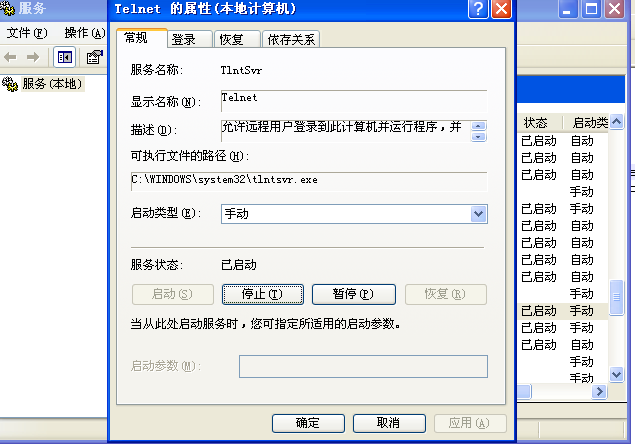 服务
Telnet 的属性(本地计算机)
文件(F) 操作(A)
常规 登录 恢复 依存关系
服务(本地)
服务名称: TlntSvr
显示名称(N): Telnet
描述(D): 允许远程用户登录到此计算机并运行程序，并
可执行文件的路径(H):
C:\WINDOWS\system32\tlntsvr.exe
启动类型(E): 手动
服务状态: 已启动
启动(S) 停止(T) 暂停(P) 恢复(R)
当从此处启动服务时，您可指定所适用的启动参数。
启动参数(M):
确定 取消 应用(A)
状态 启动类
已启动 自动
已启动 自动
已启动 自动
手动
已启动 手动
已启动 自动
已启动 自动
已启动 自动
已启动 自动
手动
已启动 手动
已启动 手动
已启动 自动
手动
手动